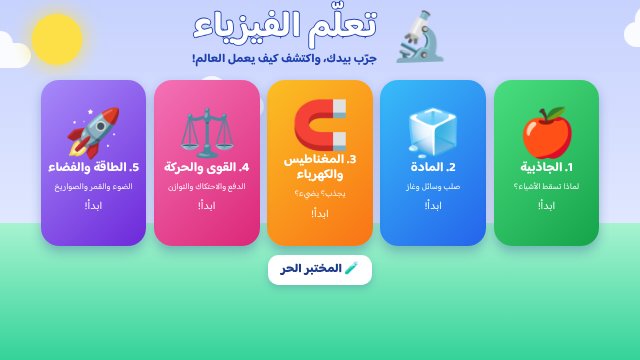 تعلّم الفيزياء
جرّب بيدك، واكتشف كيف يعمل العالم!
1. الجاذبية
لماذا تسقط الأشياء؟
ابدأ!
2. المادة
صلب وسائل وغاز
ابدأ!
3. المغناطيس
والكهرباء
يجذب؟ يضيء؟
ابدأ!
4. القوى والحركة
الدفع والاحتكاك والتوازن
ابدأ!
5. الطاقة والفضاء
الضوء والقمر والصواريخ
ابدأ!
المختبر الحر